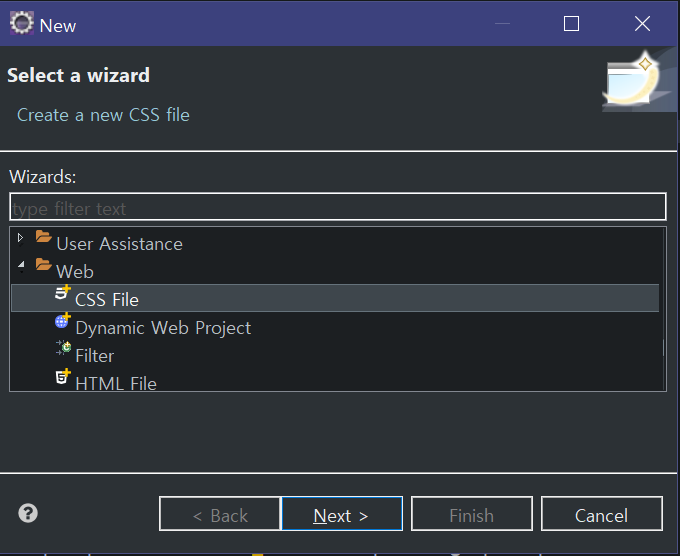 New
Select a wizard
Create a new CSS file
Wizards:
type filter text
User Assistance
Web
CSS File
Dynamic Web Project
Filter
HTML File
< Back Next > Finish Cancel